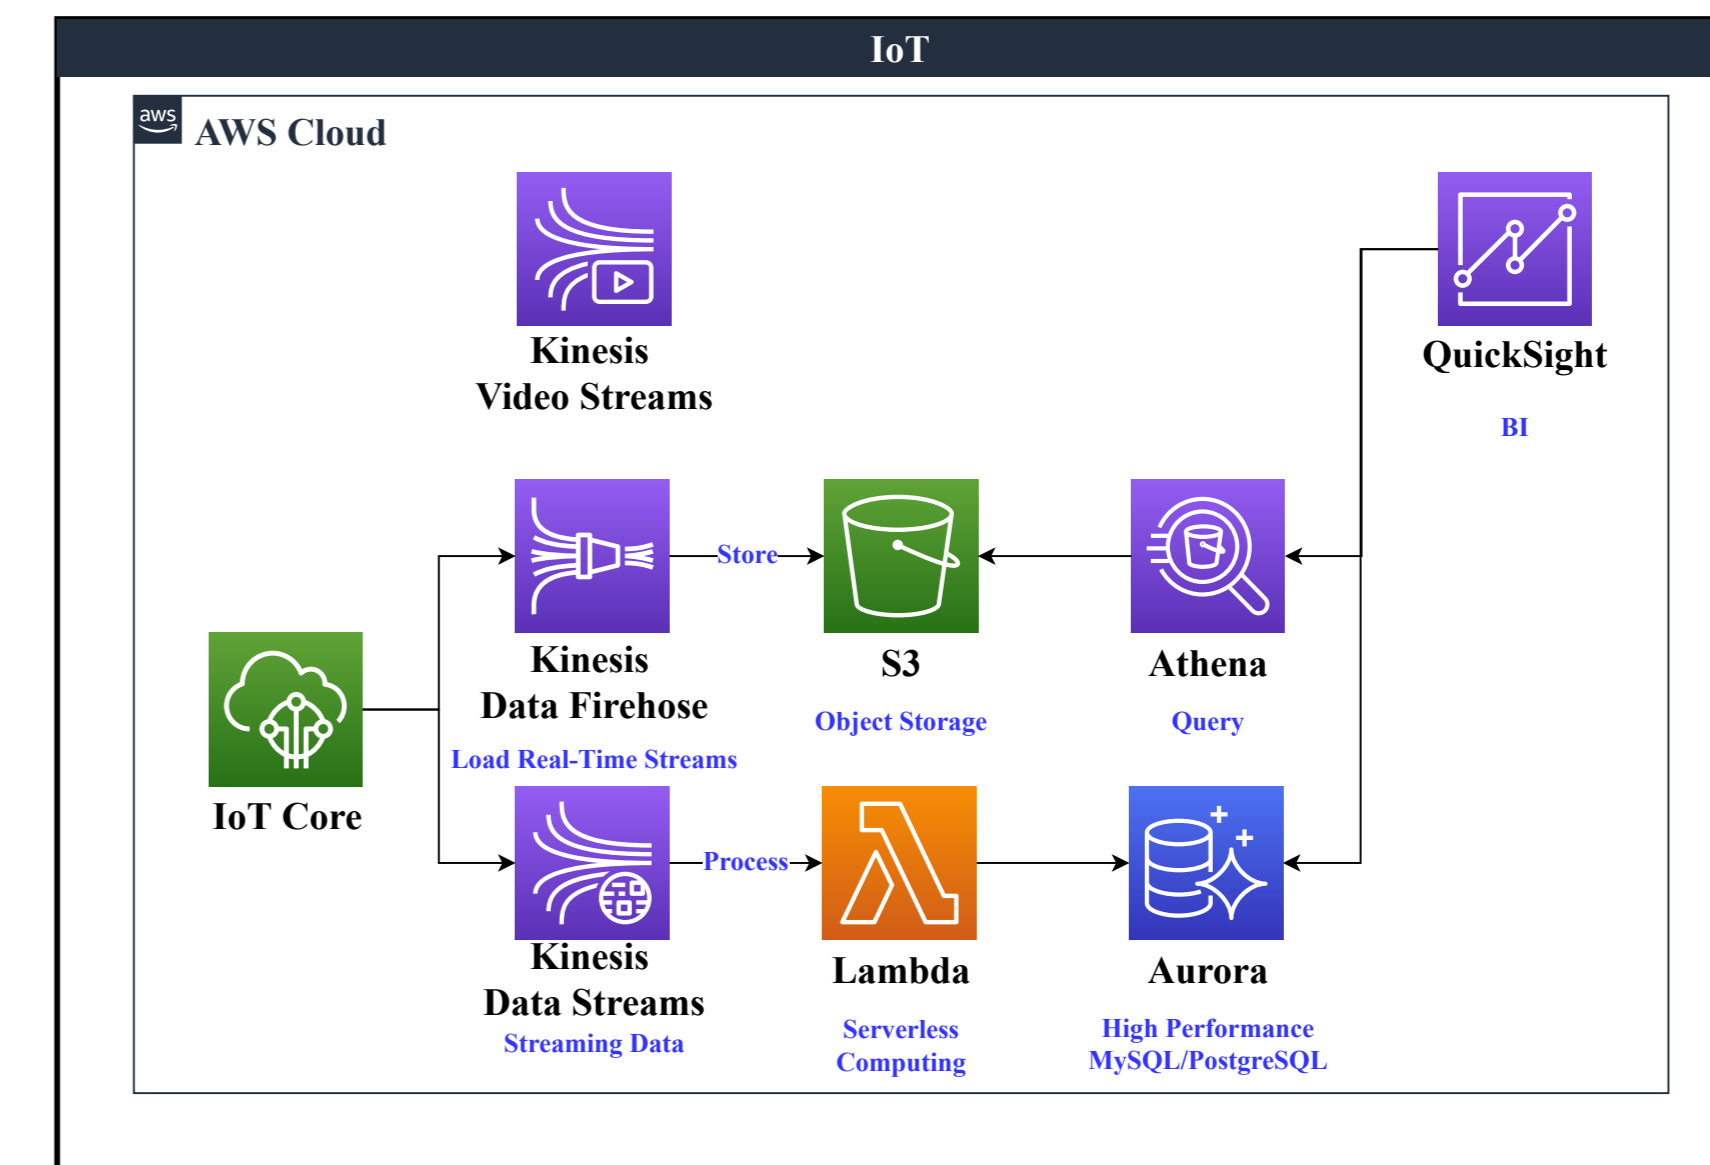 IoT
aws
AWS Cloud
Kinesis
Video Streams
QuickSight
BI
Store
Kinesis
Data Firehose
Load Real-Time Streams
S3
Object Storage
Athena
Query
IoT Core
Process
Kinesis
Data Streams
Streaming Data
Lambda
Serverless
Computing
Aurora
High Performance
MySQL/PostgreSQL